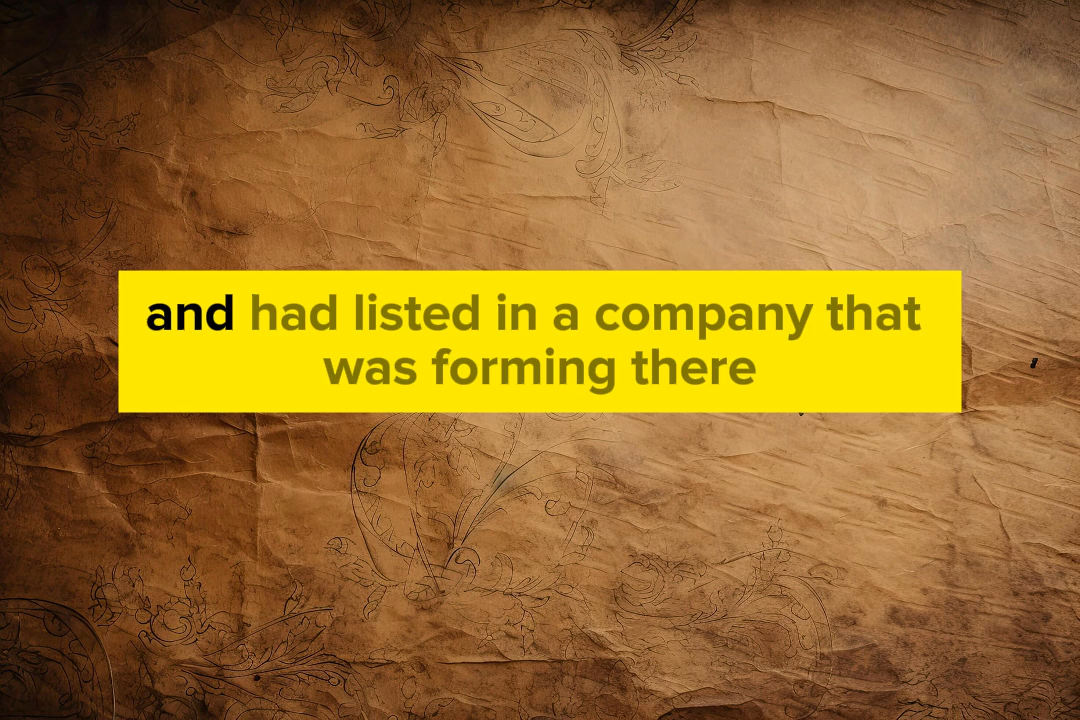 and had listed in a company that
was forming there